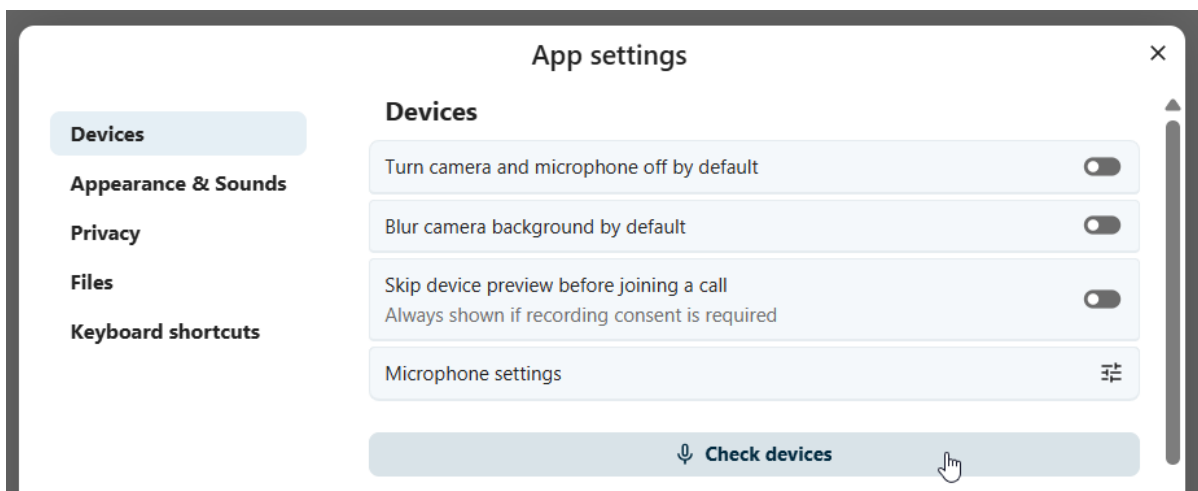 App settings
Devices
Appearance & Sounds
Privacy
Files
Keyboard shortcuts
Devices
Turn camera and microphone off by default
Blur camera background by default
Skip device preview before joining a call
Always shown if recording consent is required
Microphone settings
Check devices